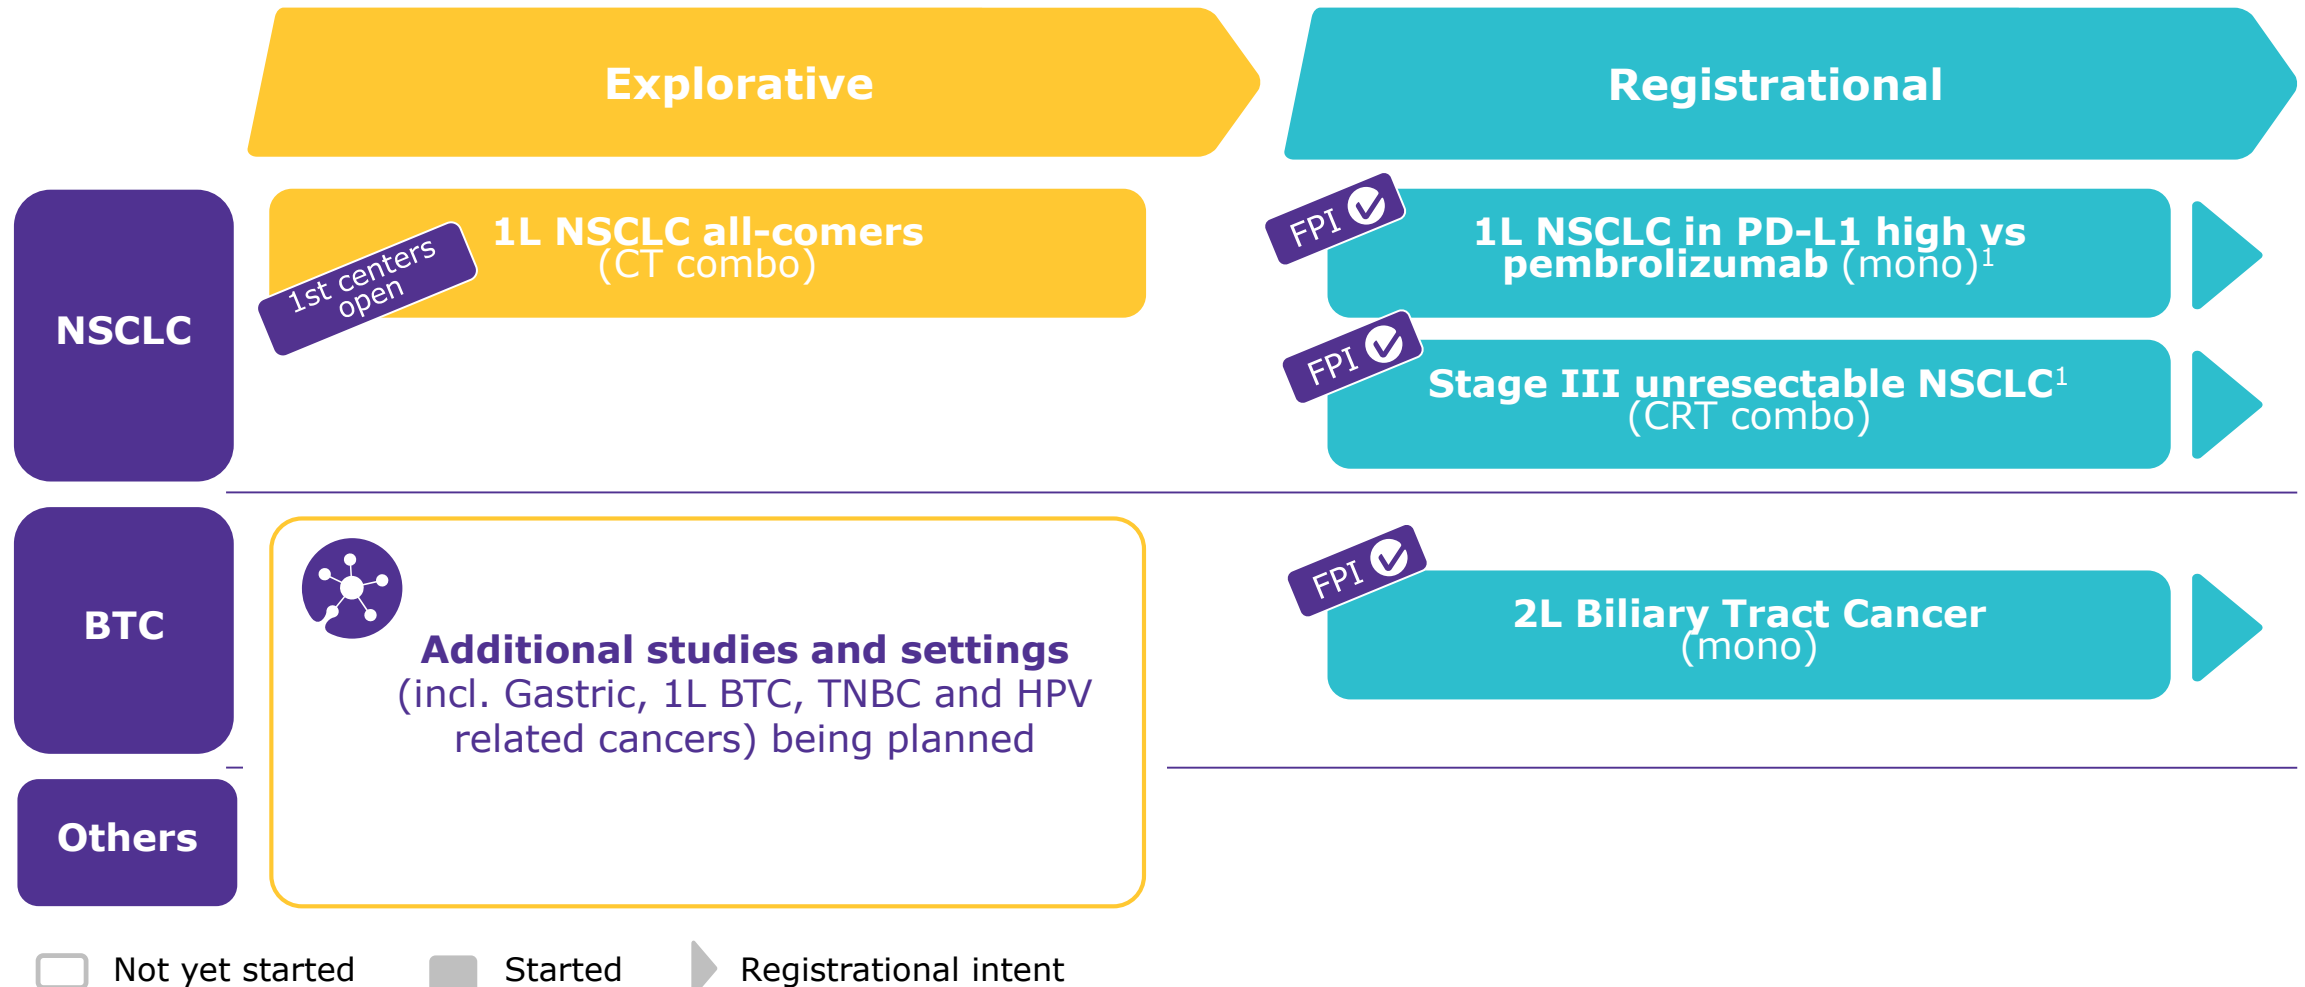 Explorative
Registrational
NSCLC
1st centers
open
1L NSCLC all-comers
(CT combo)
FPI
1L NSCLC in PD-L1 high vs
pembrolizumab (mono)¹
FPI
Stage III unresectable NSCLC¹
(CRT combo)
BTC
Additional studies and settings
(incl. Gastric, 1L BTC, TNBC and HPV
related cancers) being planned
FPI
2L Biliary Tract Cancer
(mono)
Others
Not yet started
Started
Registrational intent